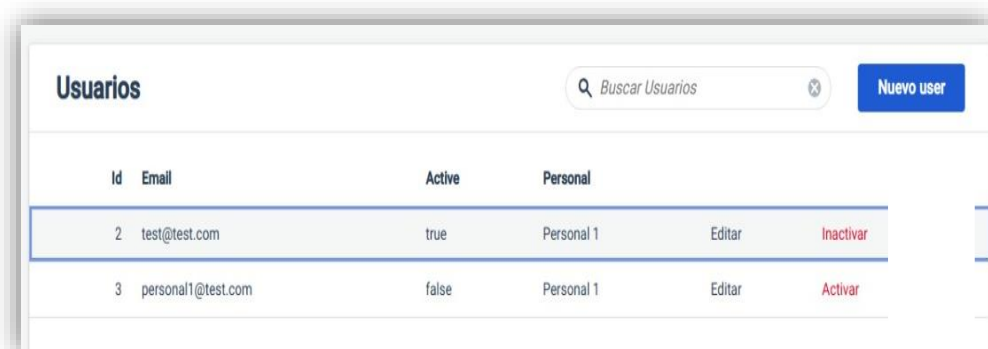 Usuarios Buscar Usuarios Nuevo user
Id Email Active Personal
2 test@test.com true Personal 1 Editar Inactivar
3 personal1@test.com false Personal 1 Editar Activar